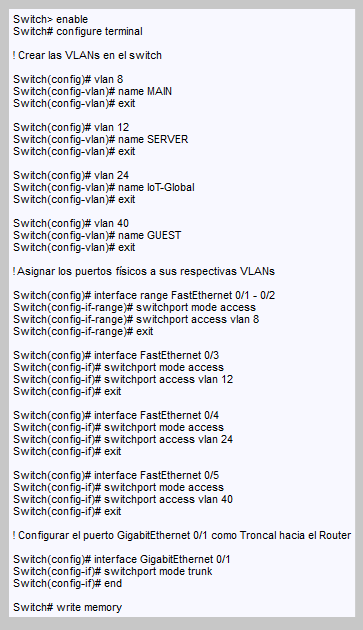 Switch> enable
Switch# configure terminal
! Crear las VLANs en el switch
Switch(config)# vlan 8
Switch(config-vlan)# name MAIN
Switch(config-vlan)# exit
Switch(config)# vlan 12
Switch(config-vlan)# name SERVER
Switch(config-vlan)# exit
Switch(config)# vlan 24
Switch(config-vlan)# name IoT-Global
Switch(config-vlan)# exit
Switch(config)# vlan 40
Switch(config-vlan)# name GUEST
Switch(config-vlan)# exit
! Asignar los puertos físicos a sus respectivas VLANs
Switch(config)# interface range FastEthernet 0/1 - 0/2
Switch(config-if-range)# switchport mode access
Switch(config-if-range)# switchport access vlan 8
Switch(config-if-range)# exit
Switch(config)# interface FastEthernet 0/3
Switch(config-if)# switchport mode access
Switch(config-if)# switchport access vlan 12
Switch(config-if)# exit
Switch(config)# interface FastEthernet 0/4
Switch(config-if)# switchport mode access
Switch(config-if)# switchport access vlan 24
Switch(config-if)# exit
Switch(config)# interface FastEthernet 0/5
Switch(config-if)# switchport mode access
Switch(config-if)# switchport access vlan 40
Switch(config-if)# exit
! Configurar el puerto GigabitEthernet 0/1 como Troncal hacia el Router
Switch(config)# interface GigabitEthernet 0/1
Switch(config-if)# switchport mode trunk
Switch(config-if)# end
Switch# write memory